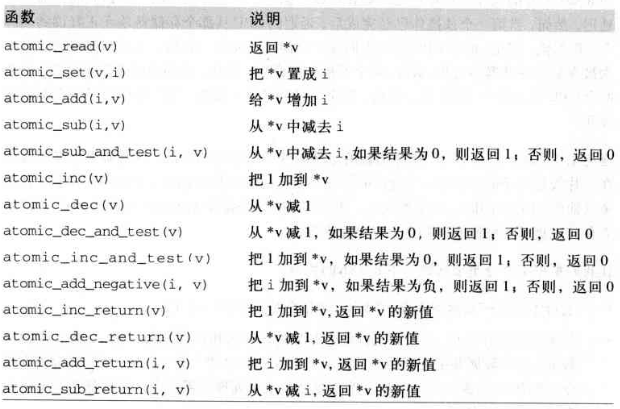 函数 说明
atomic_read(v) 返回 *v
atomic_set(v,i) 把 *v 置成 i
atomic_add(i,v) 给 *v 增加 i
atomic_sub(i,v) 从 *v 中减去 i
atomic_sub_and_test(i, v) 从 *v 中减去 i,如果结果为0，则返回1；否则，返回0
atomic_inc(v) 把1加到 *v
atomic_dec(v) 从 *v 减1
atomic_dec_and_test(v) 从 *v 减1，如果结果为0，则返回1；否则，返回0
atomic_inc_and_test(v) 把1加到 *v，如果结果为0，则返回1；否则，返回0
atomic_add_negative(i, v) 把 i 加到 *v，如果结果为负，则返回1；否则，返回0
atomic_inc_return(v) 把1加到 *v,返回 *v 的新值
atomic_dec_return(v) 从 *v 减1,返回 *v 的新值
atomic_add_return(i, v) 把 i 加到 *v,返回 *v 的新值
atomic_sub_return(i, v) 从 *v 减 i,返回 *v 的新值